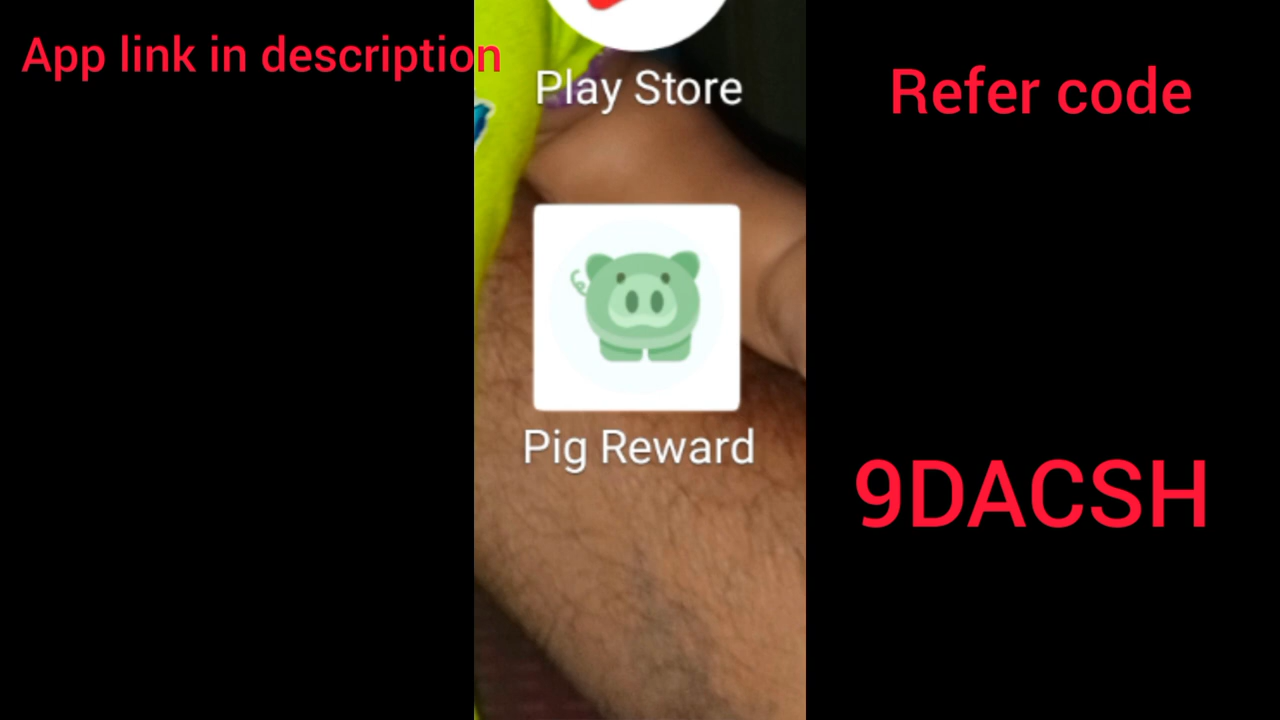 App link in description
Play Store
Refer code
Pig Reward
9DACSH